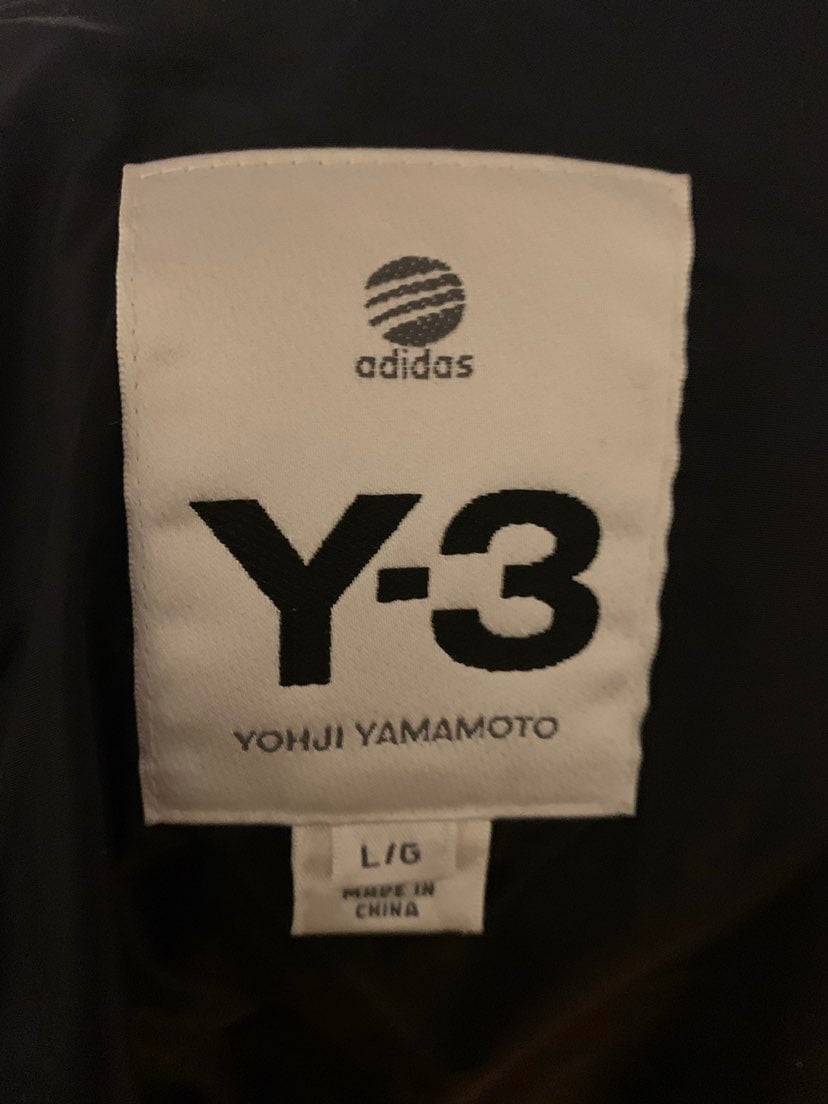 adidas
Y-3
YOHJI YAMAMOTO
L/G
MADE IN
CHINA